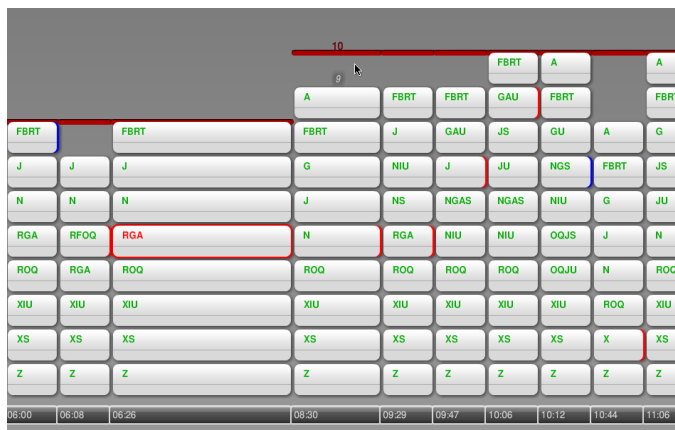 10
FBRT A A
9
A FBRT FBRT GAU FBRT FBR
FBRT FBRT FBRT J GAU JS GU A G
J J J G NIU J JU NGS FBRT JS
N N N J NS NGAS NGAS NIU G JU
RGA RFOQ RGA N RGA NIU NIU OQJS J N
ROQ RGA ROQ ROQ ROQ ROQ ROQ OQJU N ROQ
XIU XIU XIU XIU XIU XIU XIU XIU ROQ XIU
XS XS XS XS XS XS XS XS X XS
Z Z Z Z Z Z Z Z Z Z
06:00 06:08 06:26 08:30 09:29 09:47 10:06 10:12 10:44 11:06